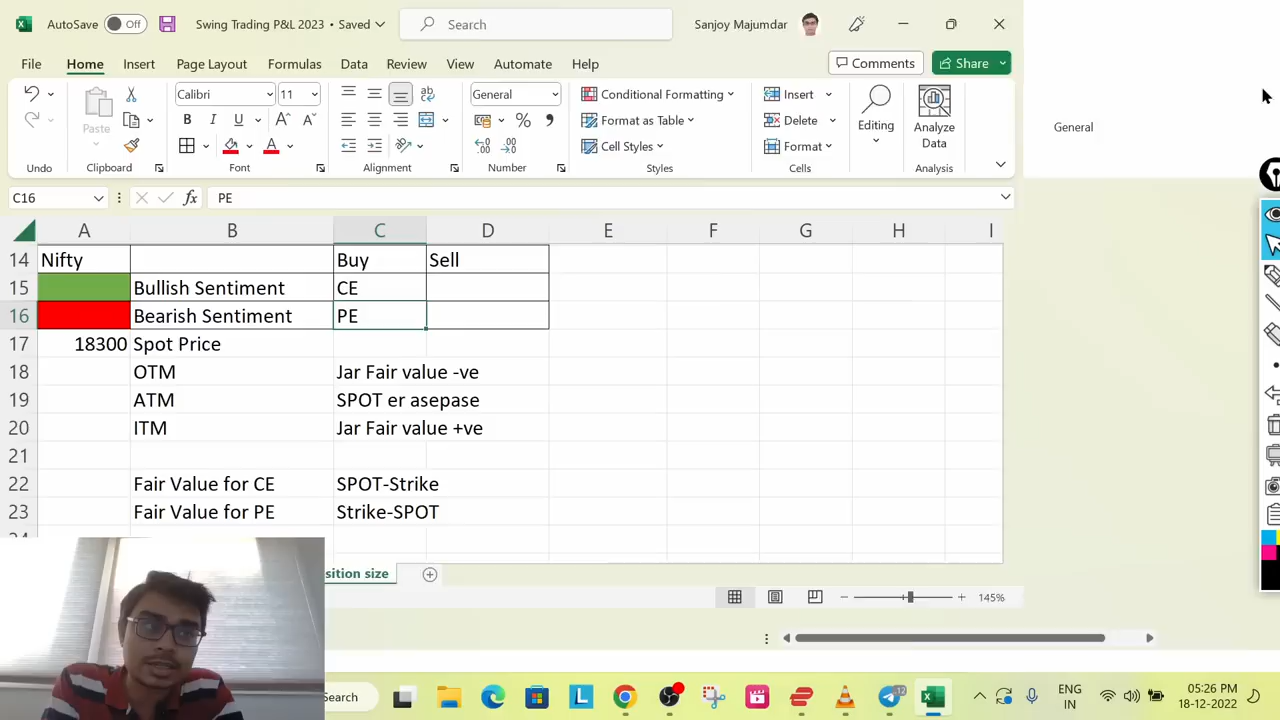 AutoSave Off Swing Trading P&L 2023 • Saved Search Sanjoy Majumdar
File Home Insert Page Layout Formulas Data Review View Automate Help Comments Share
Calibri 11 General Conditional Formatting Insert
Paste B I U % Format as Table Delete Editing Analyze Data General
Cell Styles Format
Undo Clipboard Font Alignment Number Styles Cells Analysis
C16 fx PE
A B C D E F G H I
14 Nifty Buy Sell
15 Bullish Sentiment CE
16 Bearish Sentiment PE
17 18300 Spot Price
18 OTM Jar Fair value -ve
19 ATM SPOT er asepase
20 ITM Jar Fair value +ve
21
22 Fair Value for CE SPOT-Strike
23 Fair Value for PE Strike-SPOT
sition size
145%
Search ENG IN 05:26 PM 18-12-2022